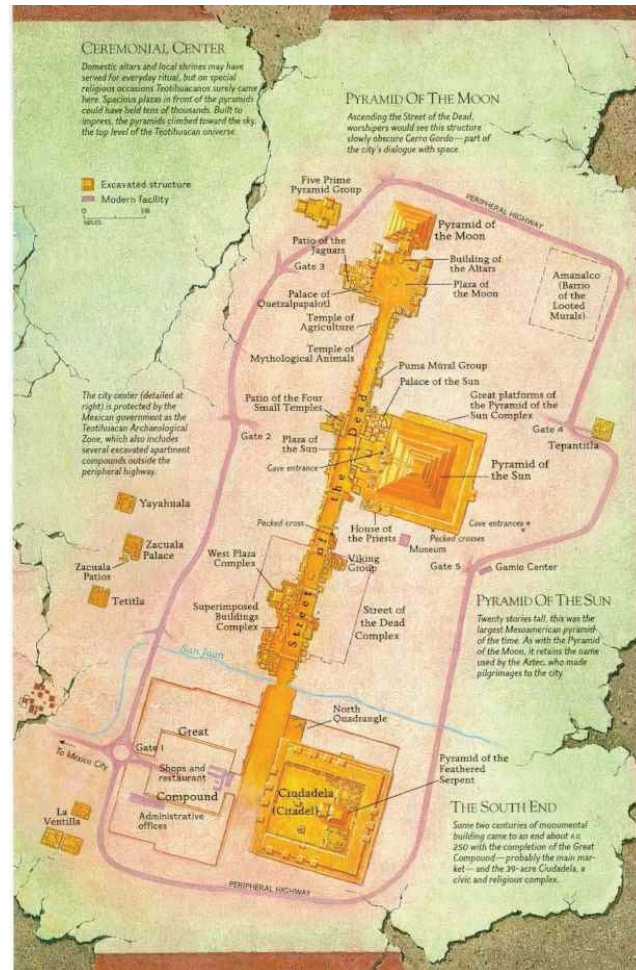 CEREMONIAL CENTER
Domestic altars and local shrines may have
served for everyday ritual, but on special
religious occasions Teotihuacanos surely came
here. Spacious plazas in front of the pyramids
could have held tens of thousands. Built to
impress, the pyramids climbed toward the sky,
the top level of the Teotihuacan universe.
Excavated structure
Modern facility
0
MILES
PYRAMID OF THE MOON
Ascending the Street of the Dead,
worshipers would see this structure
slowly obscure Cerro Gordo — part of
the city's dialogue with space.
Five Prime
Pyramid Group
PERIPHERAL HIGHWAY
Pyramid of
the Moon
Patio of the
Jaguars
Gate 3
Building of
the Altars
Plaza of
the Moon
Amanalco
(Barrio
of the
Looted
Murals)
Palace of
Quetzalpapalotl
Temple of
Agriculture
Temple of
Mythological Animals
Puma Mural Group
Palace of the Sun
The city center (detailed at
right) is protected by the
Mexican government as the
Teotihuacan Archaeological
Zone, which also includes
several excavated apartment
compounds outside the
peripheral highway.
Patio of the Four
Small Temples
Great platforms of
the Pyramid of the
Sun Complex
Gate 4
Tepantitla
Gate 2
Plaza of
the Sun
Cave entrance
Pyramid of
the Sun
Street of the Dead
Yayahuala
Pecked cross
House of
the Priests
Cave entrances
Pecked crosses
Museum
Zacuala
Palace
Zacuala
Patios
West Plaza
Complex
Viking
Group
Gate 5
Gamio Center
Tetitla
Superimposed
Buildings
Complex
Street of
the Dead
Complex
PYRAMID OF THE SUN
Twenty stories tall, this was the
largest Mesoamerican pyramid
of the time. As with the Pyramid
of the Moon, it retains the name
used by the Aztec, who made
pilgrimages to the city.
San Juan
North
Quadrangle
Great
Compound
Gate 1
To Mexico City
Shops and
restaurant
Administrative
offices
Ciudadela
(Citadel)
Pyramid of the
Feathered
Serpent
La
Ventilla
THE SOUTH END
Some two centuries of monumental
building came to an end about A.D.
250 with the completion of the Great
Compound — probably the main mar-
ket — and the 39-acre Ciudadela, a
civic and religious complex.
PERIPHERAL HIGHWAY